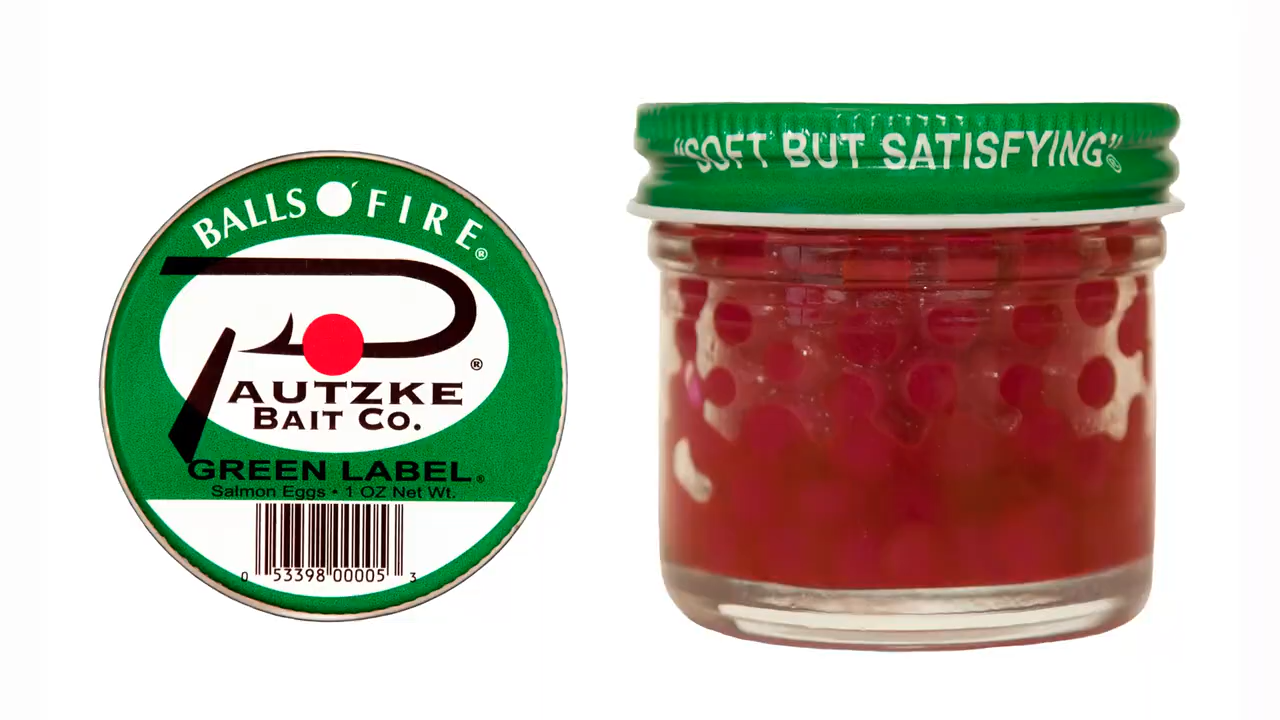 BALLS O' FIRE®
PAUTZKE®
BAIT CO.
GREEN LABEL®
Salmon Eggs • 1 OZ Net Wt.
0 53398 00005 3
"SOFT BUT SATISFYING"®